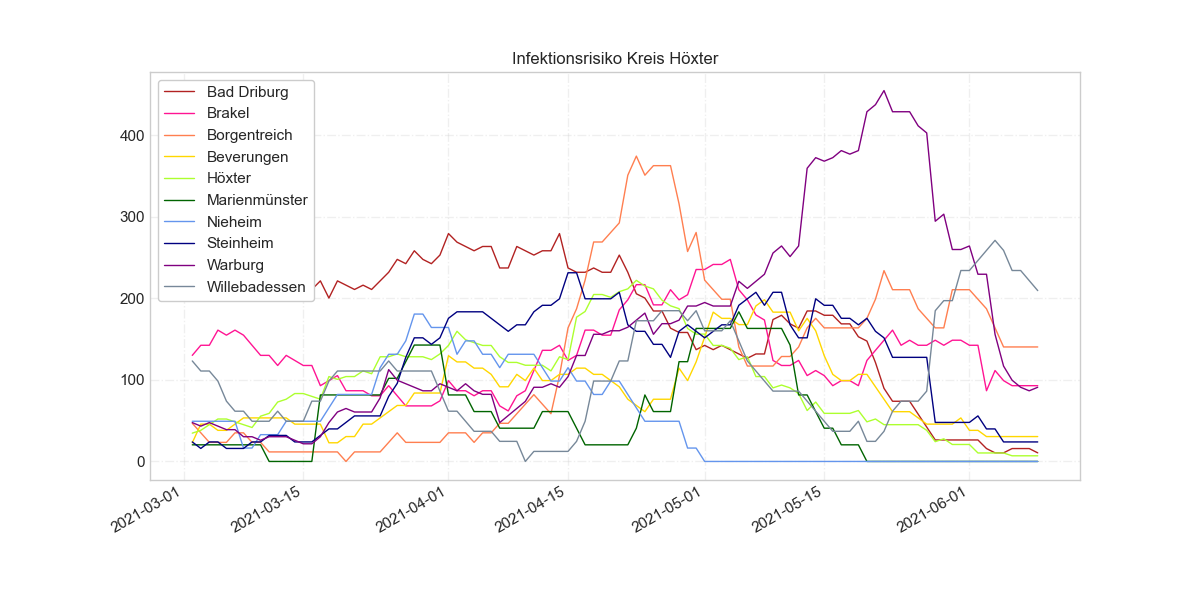 Infektionsrisiko Kreis Höxter
Bad Driburg
Brakel
Borgentreich
Beverungen
Höxter
Marienmünster
Nieheim
Steinheim
Warburg
Willebadessen
400
300
200
100
0
2021-03-01
2021-03-15
2021-04-01
2021-04-15
2021-05-01
2021-05-15
2021-06-01